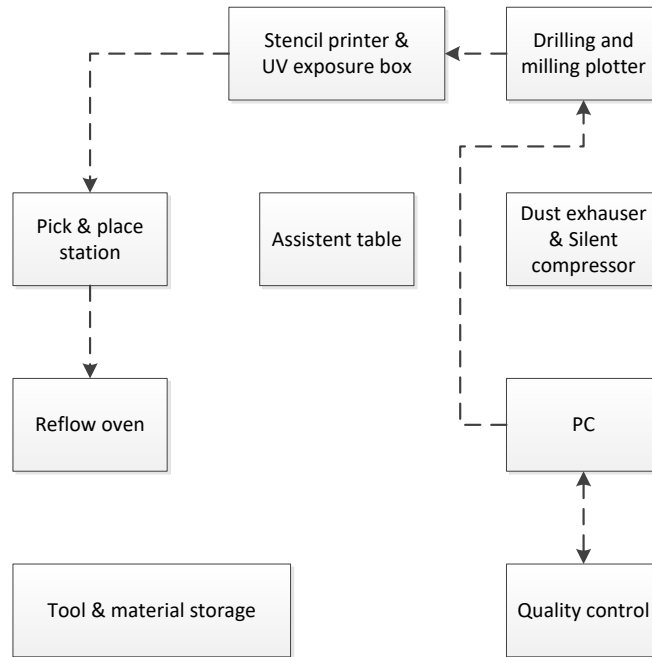 Stencil printer &
UV exposure box
Drilling and
milling plotter
Pick & place
station
Assistent table
Dust exhauser
& Silent
compressor
Reflow oven
PC
Tool & material storage
Quality control